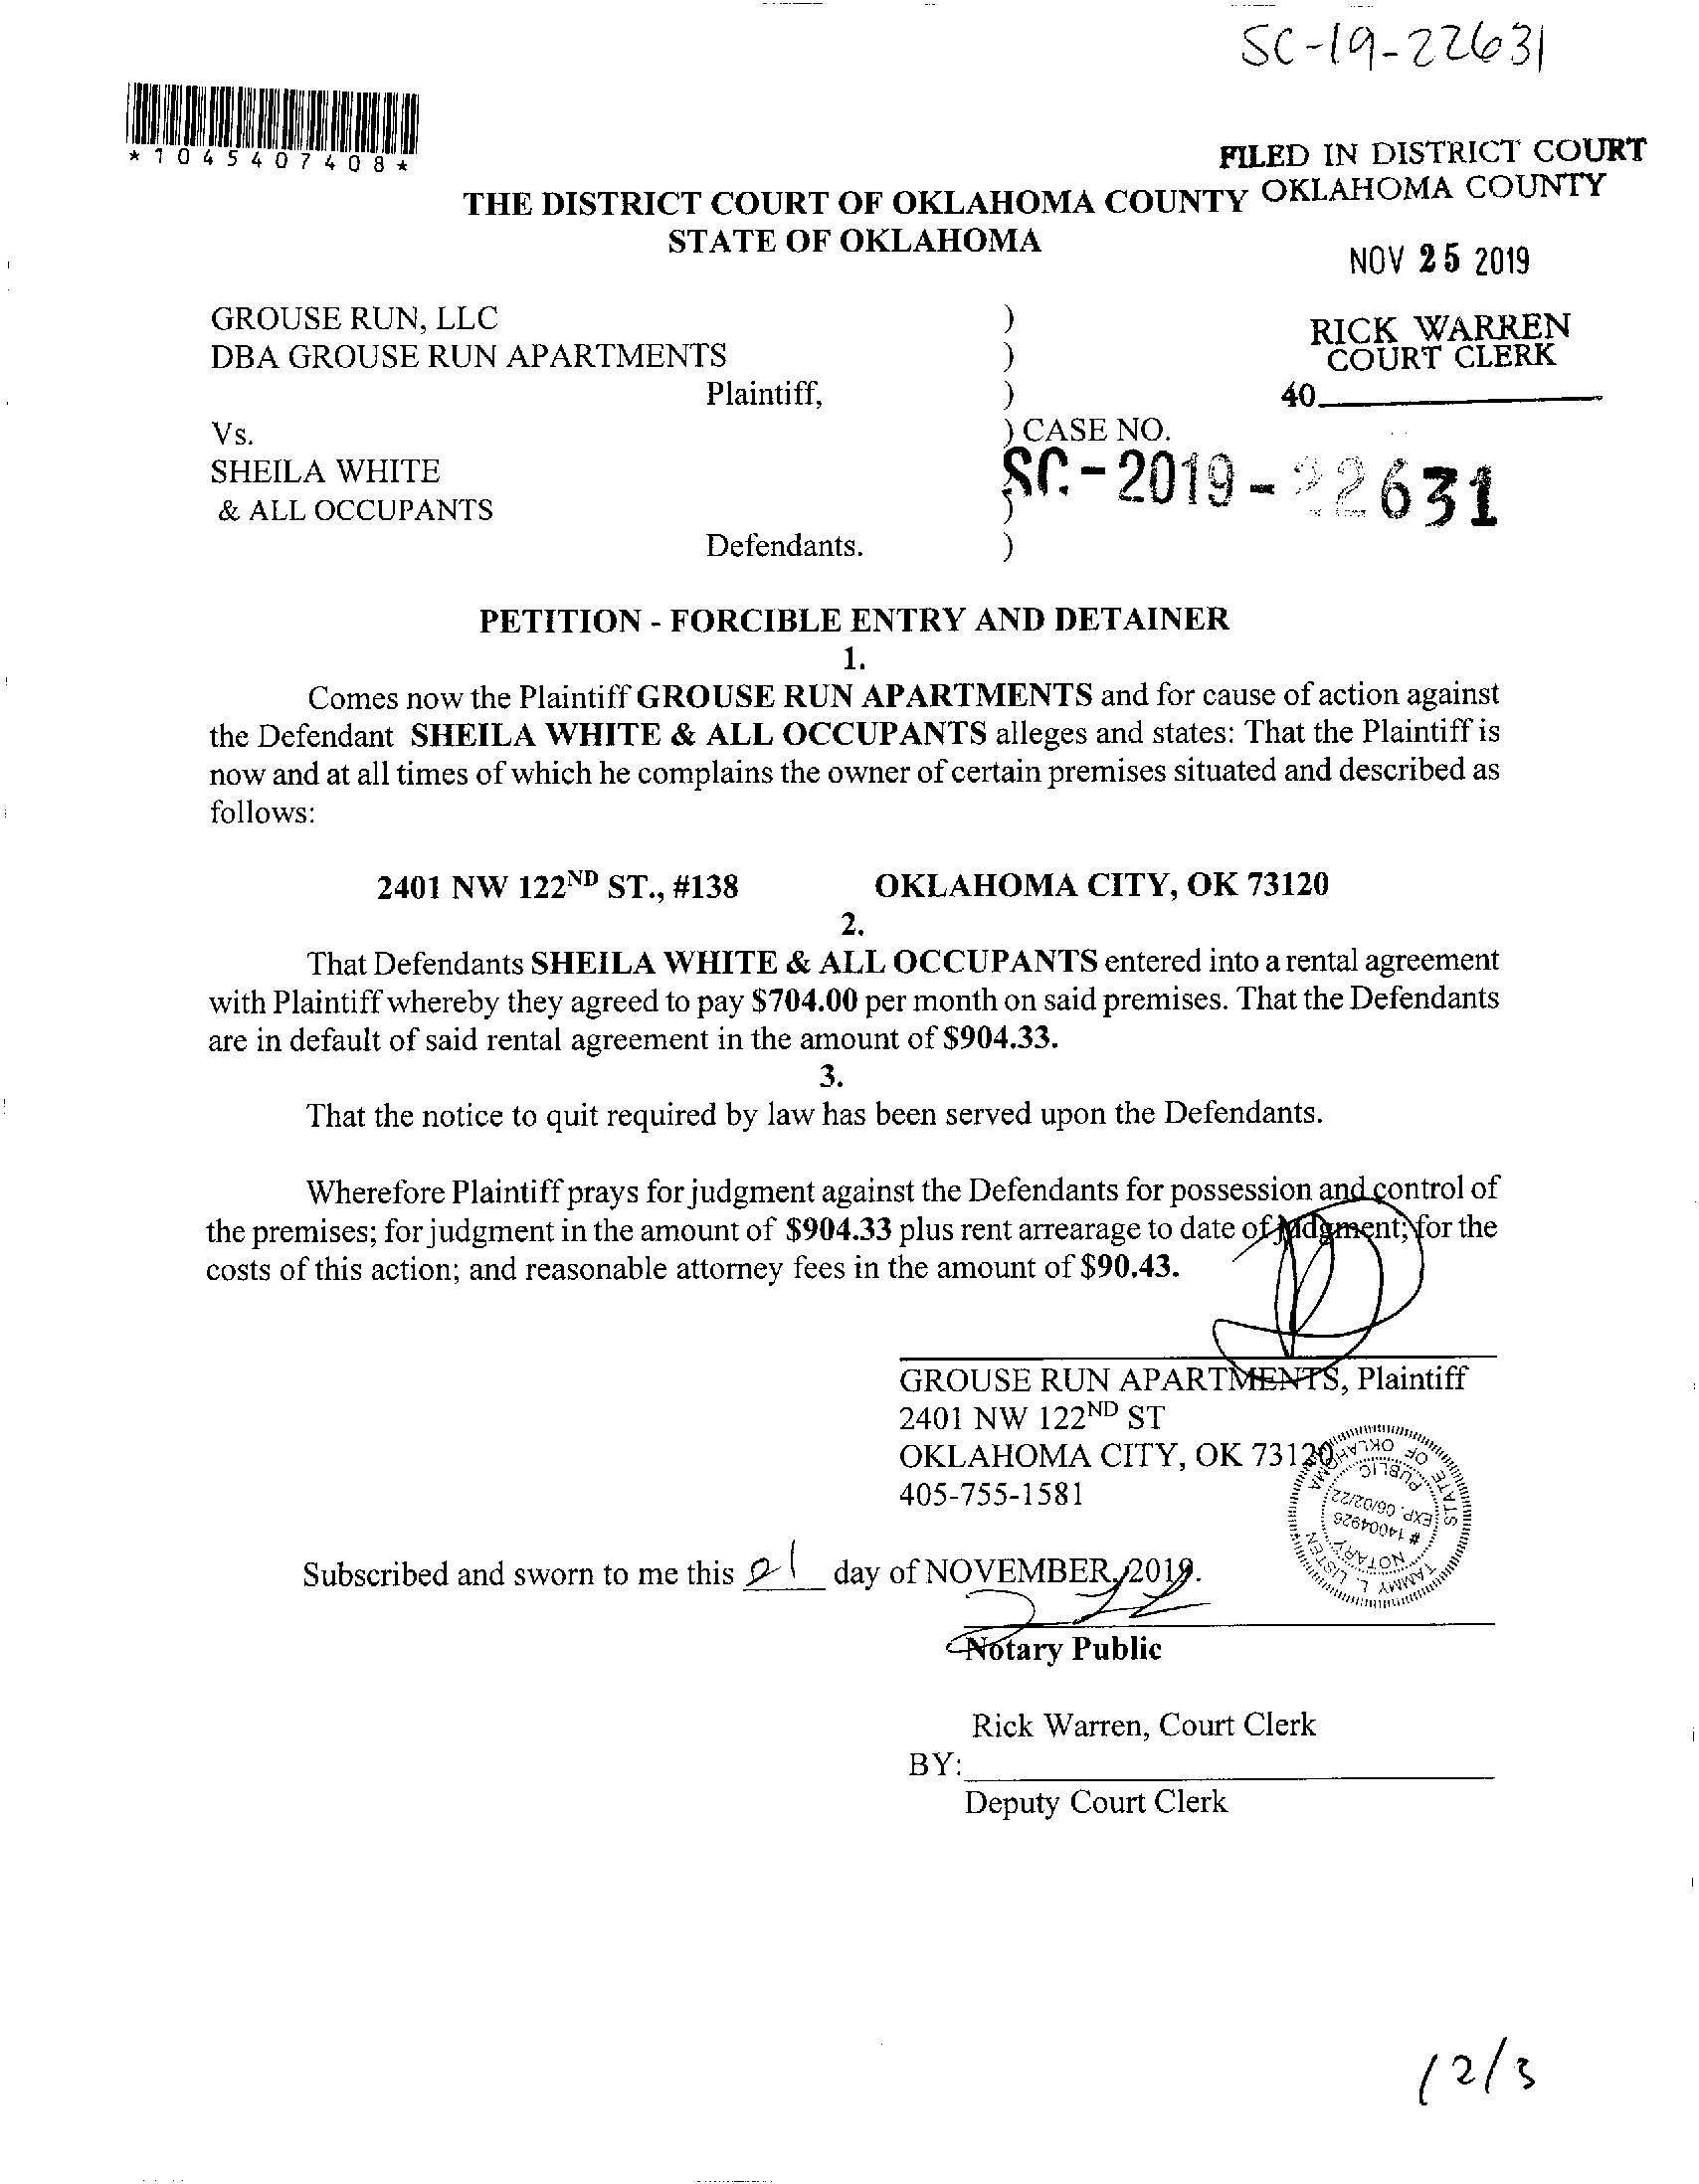 SC-19-22631
*1045407408*
FILED IN DISTRICT COURT
OKLAHOMA COUNTY
THE DISTRICT COURT OF OKLAHOMA COUNTY
STATE OF OKLAHOMA
NOV 25 2019
RICK WARREN
COURT CLERK
40
GROUSE RUN, LLC )
DBA GROUSE RUN APARTMENTS )
Plaintiff, )
Vs. ) CASE NO.
SHEILA WHITE
SC-2019-22631
& ALL OCCUPANTS )
Defendants. )
PETITION - FORCIBLE ENTRY AND DETAINER
1.
Comes now the Plaintiff GROUSE RUN APARTMENTS and for cause of action against
the Defendant SHEILA WHITE & ALL OCCUPANTS alleges and states: That the Plaintiff is
now and at all times of which he complains the owner of certain premises situated and described as
follows:
2401 NW 122ND ST., #138 OKLAHOMA CITY, OK 73120
2.
That Defendants SHEILA WHITE & ALL OCCUPANTS entered into a rental agreement
with Plaintiff whereby they agreed to pay $704.00 per month on said premises. That the Defendants
are in default of said rental agreement in the amount of $904.33.
3.
That the notice to quit required by law has been served upon the Defendants.
Wherefore Plaintiff prays for judgment against the Defendants for possession and control of
the premises; for judgment in the amount of $904.33 plus rent arrearage to date of judgment; for the
costs of this action; and reasonable attorney fees in the amount of $90.43.
GROUSE RUN APARTMENTS, Plaintiff
2401 NW 122ND ST
OKLAHOMA CITY, OK 73120
405-755-1581
TAMMY L. LISTEN
NOTARY
# 14004926
EXP. 06/02/22
PUBLIC
STATE OF OKLAHOMA
Subscribed and sworn to me this 21 day of NOVEMBER, 2019.
Notary Public
Rick Warren, Court Clerk
BY:
Deputy Court Clerk
12/3